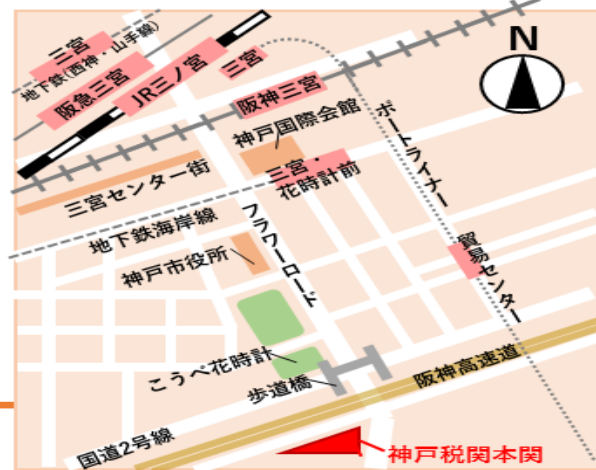 三宮
地下鉄(西神・山手線)
阪急三宮
JR三ノ宮
三宮
阪神三宮
N
神戸国際会館
ポートライナー
三宮センター街
三宮・
花時計前
地下鉄海岸線
フラワーロード
神戸市役所
貿易センター
こうべ花時計
歩道橋
阪神高速道
国道2号線
神戸税関本関